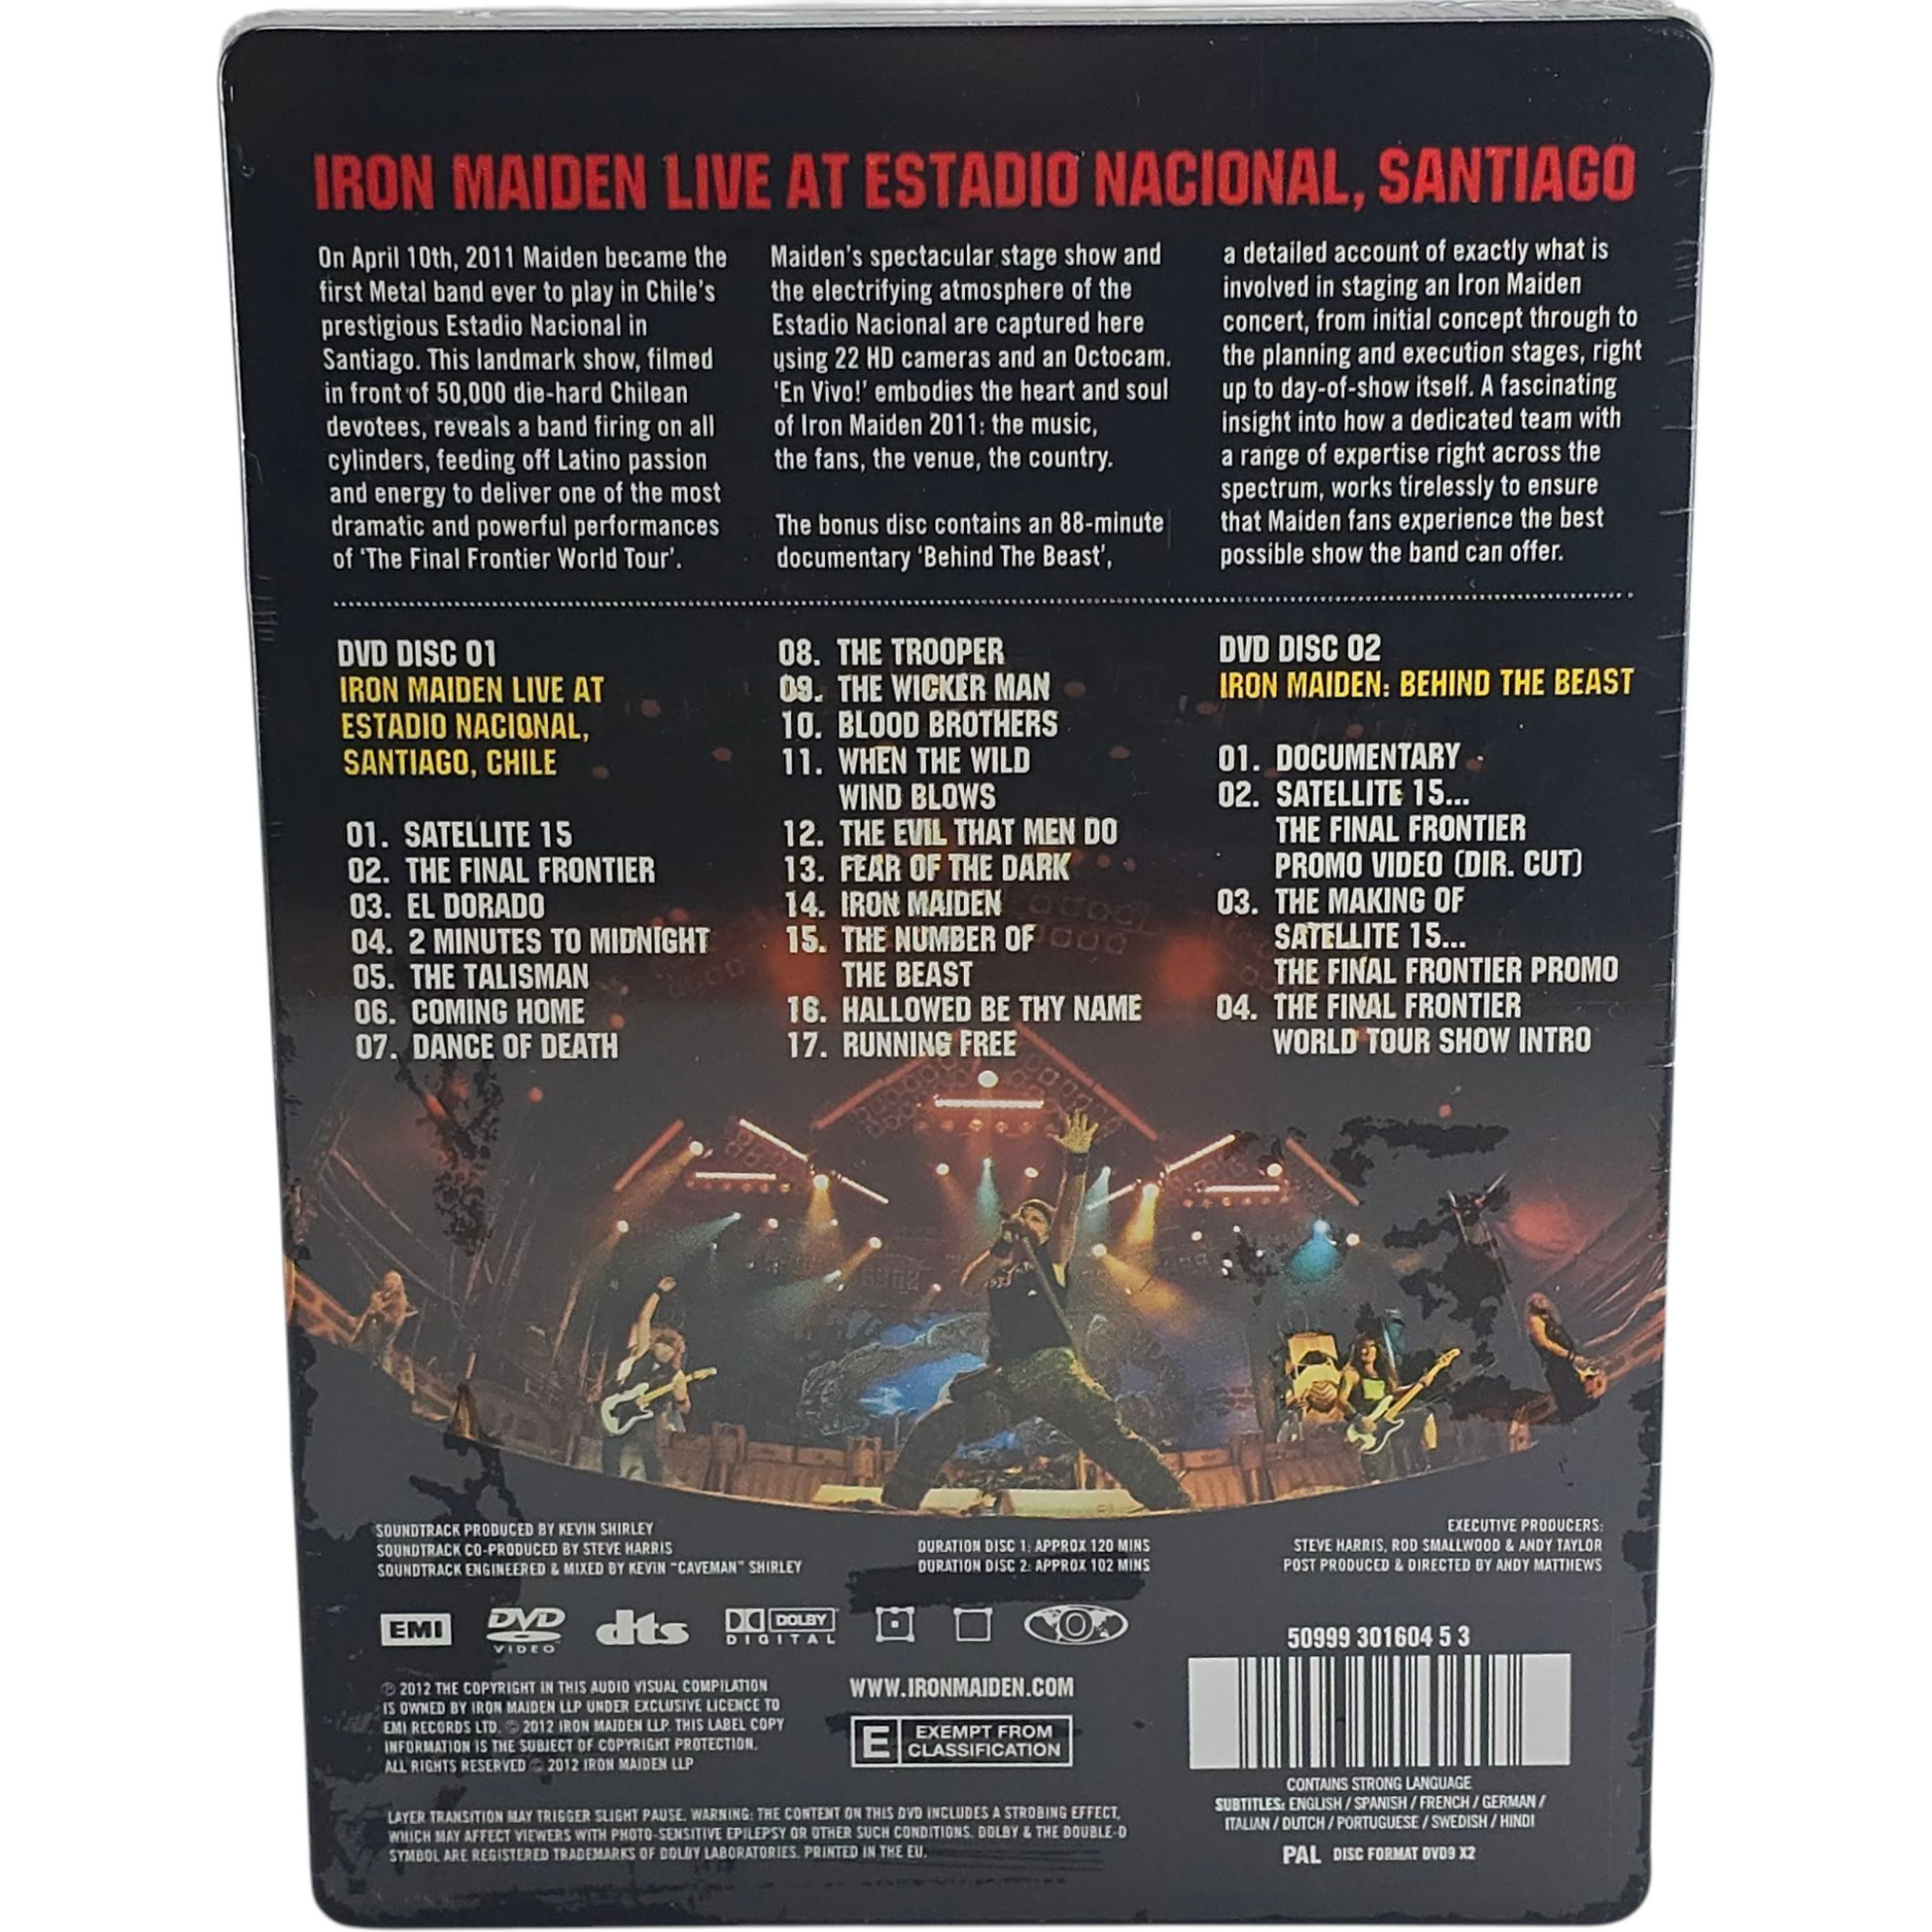 IRON MAIDEN LIVE AT ESTADIO NACIONAL, SANTIAGO
On April 10th, 2011 Maiden became the
first Metal band ever to play in Chile's
prestigious Estadio Nacional in
Santiago. This landmark show, filmed
in front of 50,000 die-hard Chilean
devotees, reveals a band firing on all
cylinders, feeding off Latino passion
and energy to deliver one of the most
dramatic and powerful performances
of 'The Final Frontier World Tour'.
Maiden's spectacular stage show and
the electrifying atmosphere of the
Estadio Nacional are captured here
using 22 HD cameras and an Octocam.
'En Vivo!' embodies the heart and soul
of Iron Maiden 2011: the music,
the fans, the venue, the country.
The bonus disc contains an 88-minute
documentary 'Behind The Beast',
a detailed account of exactly what is
involved in staging an Iron Maiden
concert, from initial concept through to
the planning and execution stages, right
up to day-of-show itself. A fascinating
insight into how a dedicated team with
a range of expertise right across the
spectrum, works tirelessly to ensure
that Maiden fans experience the best
possible show the band can offer.
DVD DISC 01
IRON MAIDEN LIVE AT
ESTADIO NACIONAL,
SANTIAGO, CHILE
01. SATELLITE 15
02. THE FINAL FRONTIER
03. EL DORADO
04. 2 MINUTES TO MIDNIGHT
05. THE TALISMAN
06. COMING HOME
07. DANCE OF DEATH
08. THE TROOPER
09. THE WICKER MAN
10. BLOOD BROTHERS
11. WHEN THE WILD
WIND BLOWS
12. THE EVIL THAT MEN DO
13. FEAR OF THE DARK
14. IRON MAIDEN
15. THE NUMBER OF
THE BEAST
16. HALLOWED BE THY NAME
17. RUNNING FREE
DVD DISC 02
IRON MAIDEN: BEHIND THE BEAST
01. DOCUMENTARY
02. SATELLITE 15...
THE FINAL FRONTIER
PROMO VIDEO (DIR. CUT)
03. THE MAKING OF
SATELLITE 15...
THE FINAL FRONTIER PROMO
04. THE FINAL FRONTIER
WORLD TOUR SHOW INTRO
SOUNDTRACK PRODUCED BY KEVIN SHIRLEY
SOUNDTRACK CO-PRODUCED BY STEVE HARRIS
SOUNDTRACK ENGINEERED & MIXED BY KEVIN "CAVEMAN" SHIRLEY
DURATION DISC 1: APPROX 120 MINS
DURATION DISC 2: APPROX 102 MINS
EXECUTIVE PRODUCERS:
STEVE HARRIS, ROD SMALLWOOD & ANDY TAYLOR
POST PRODUCED & DIRECTED BY ANDY MATTHEWS
EMI
DVD
VIDEO
dts
DOLBY
DIGITAL
0
℗ 2012 THE COPYRIGHT IN THIS AUDIO VISUAL COMPILATION
IS OWNED BY IRON MAIDEN LLP UNDER EXCLUSIVE LICENCE TO
EMI RECORDS LTD. © 2012 IRON MAIDEN LLP. THIS LABEL COPY
INFORMATION IS THE SUBJECT OF COPYRIGHT PROTECTION.
ALL RIGHTS RESERVED © 2012 IRON MAIDEN LLP
WWW.IRONMAIDEN.COM
E EXEMPT FROM
CLASSIFICATION
50999 301604 5 3
CONTAINS STRONG LANGUAGE
SUBTITLES: ENGLISH / SPANISH / FRENCH / GERMAN /
ITALIAN / DUTCH / PORTUGUESE / SWEDISH / HINDI
PAL DISC FORMAT DVD9 X2
LAYER TRANSITION MAY TRIGGER SLIGHT PAUSE. WARNING: THE CONTENT ON THIS DVD INCLUDES A STROBING EFFECT,
WHICH MAY AFFECT VIEWERS WITH PHOTO-SENSITIVE EPILEPSY OR OTHER SUCH CONDITIONS. DOLBY & THE DOUBLE-D
SYMBOL ARE REGISTERED TRADEMARKS OF DOLBY LABORATORIES. PRINTED IN THE EU.